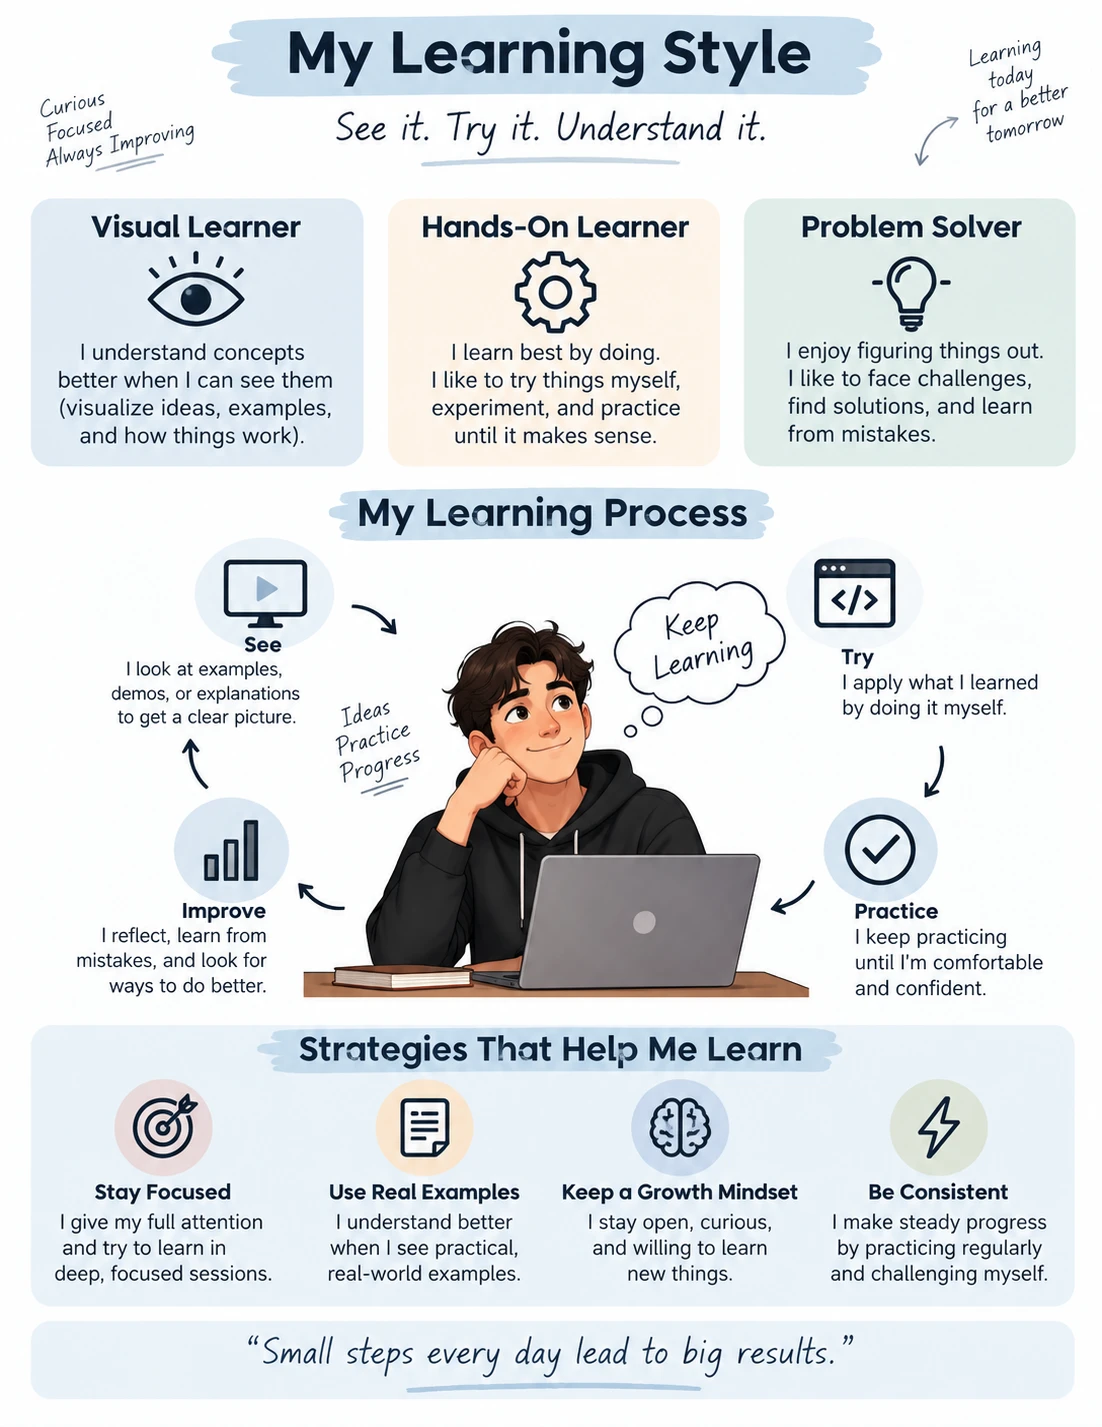 My Learning Style
See it. Try it. Understand it.
Curious
Focused
Always Improving
Learning
today
for a better
tomorrow
Visual Learner
I understand concepts
better when I can see them
(visualize ideas, examples,
and how things work).
Hands-On Learner
I learn best by doing.
I like to try things myself,
experiment, and practice
until it makes sense.
Problem Solver
I enjoy figuring things out.
I like to face challenges,
find solutions, and learn
from mistakes.
My Learning Process
See
I look at examples,
demos, or explanations
to get a clear picture.
Ideas
Practice
Progress
Keep
Learning
</>
Try
I apply what I learned
by doing it myself.
Practice
I keep practicing
until I'm comfortable
and confident.
Improve
I reflect, learn from
mistakes, and look for
ways to do better.
Strategies That Help Me Learn
Stay Focused
I give my full attention
and try to learn in
deep, focused sessions.
Use Real Examples
I understand better
when I see practical,
real-world examples.
Keep a Growth Mindset
I stay open, curious,
and willing to learn
new things.
Be Consistent
I make steady progress
by practicing regularly
and challenging myself.
“Small steps every day lead to big results.”